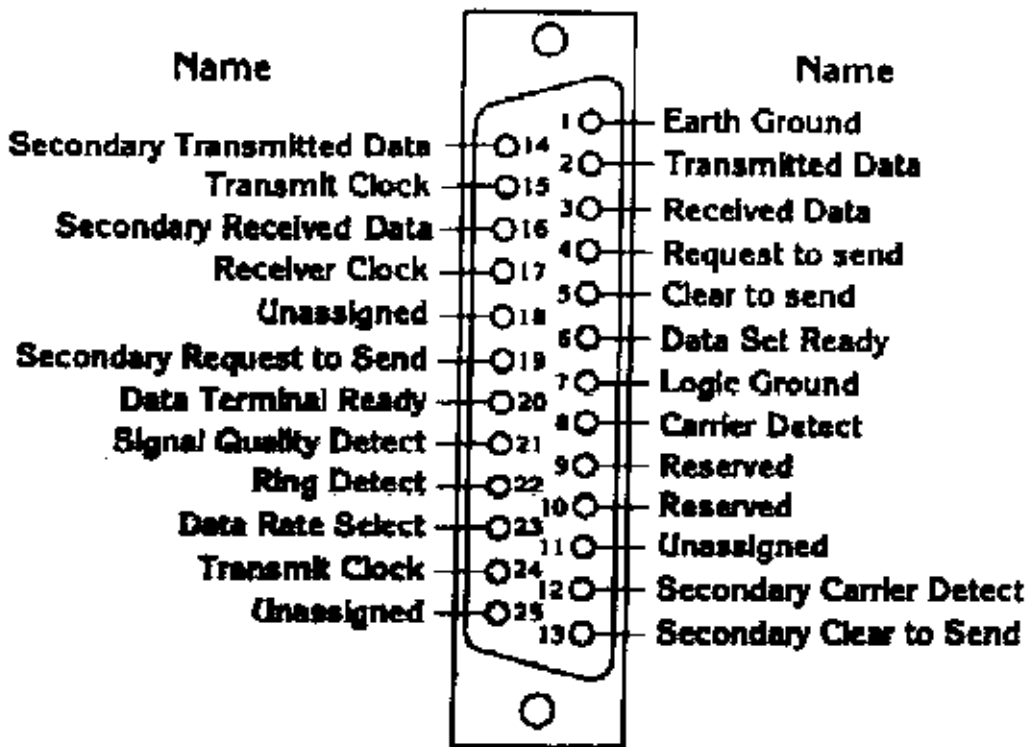 Name
Secondary Transmitted Data 14
Transmit Clock 15
Secondary Received Data 16
Receiver Clock 17
Unassigned 18
Secondary Request to Send 19
Data Terminal Ready 20
Signal Quality Detect 21
Ring Detect 22
Data Rate Select 23
Transmit Clock 24
Unassigned 25
Name
1 Earth Ground
2 Transmitted Data
3 Received Data
4 Request to send
5 Clear to send
6 Data Set Ready
7 Logic Ground
8 Carrier Detect
9 Reserved
10 Reserved
11 Unassigned
12 Secondary Carrier Detect
13 Secondary Clear to Send